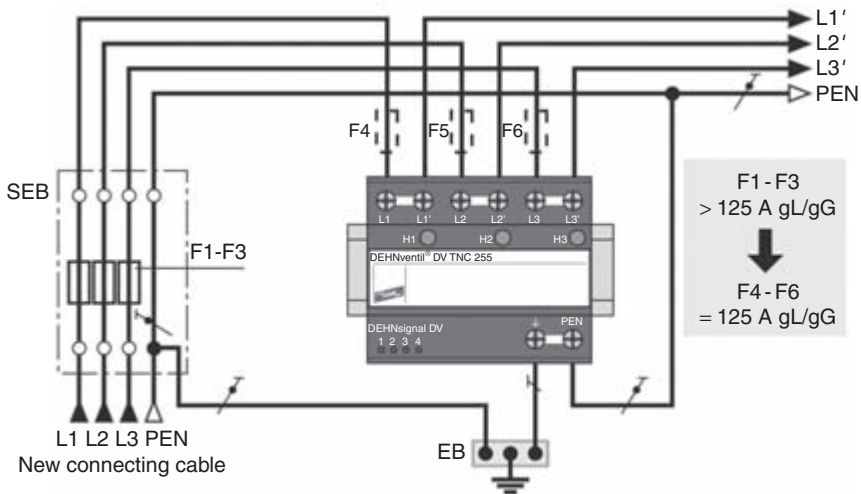 L1′
L2′
L3′
PEN
F4
F5
F6
SEB
F1-F3
L1 L1′ L2 L2′ L3 L3′
H1 H2 H3
DEHNventil® DV TNC 255
DEHNsignal DV
1 2 3 4
PEN
F1-F3
> 125 A gL/gG
F4-F6
= 125 A gL/gG
L1 L2 L3 PEN
New connecting cable
EB